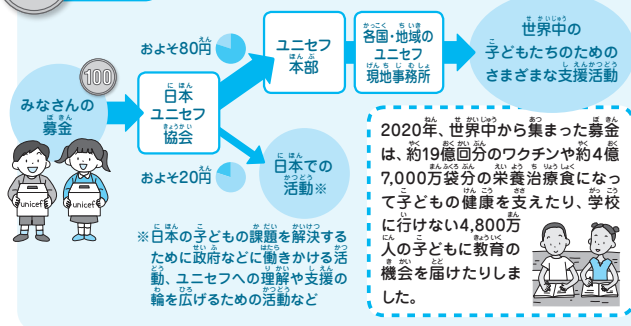 およそ80円
ユニセフ
本部
各国・地域の
ユニセフ
現地事務所
世界中の
子どもたちのための
さまざまな支援活動
100
みなさんの
募金
日本
ユニセフ
協会
unicef
unicef
およそ20円
日本での
活動※
※日本の子どもの課題を解決する
ために政府などに働きかける活
動、ユニセフへの理解や支援の
輪を広げるための活動など
2020年、世界中から集まった募金
は、約19億回分のワクチンや約4億
7,000万袋分の栄養治療食になっ
て子どもの健康を支えたり、学校
に行けない4,800万
人の子どもに教育の
機会を届けたりしま
した。